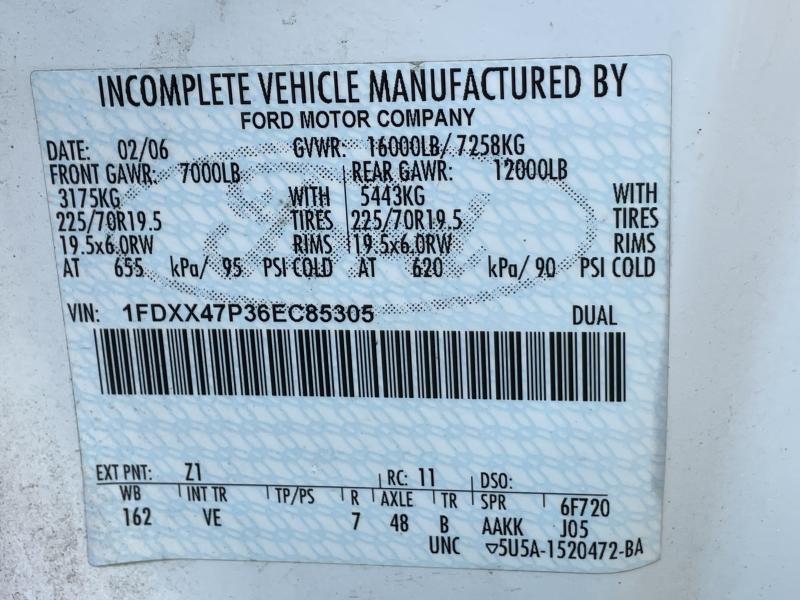 INCOMPLETE VEHICLE MANUFACTURED BY
FORD MOTOR COMPANY
DATE: 02/06 GVWR: 16000LB/ 7258KG
FRONT GAWR: 7000LB REAR GAWR: 12000LB
3175KG WITH 5443KG WITH
225/70R19.5 TIRES 225/70R19.5 TIRES
19.5x6.0RW RIMS 19.5x6.0RW RIMS
AT 655 kPa/ 95 PSI COLD AT 620 kPa/ 90 PSI COLD
VIN: 1FDXX47P36EC85305 DUAL
EXT PNT: Z1 RC: 11 DSO:
WB INT TR TP/PS R AXLE TR SPR 6F720
162 VE 7 48 B AAKK J05
UNC ▽5U5A-1520472-BA